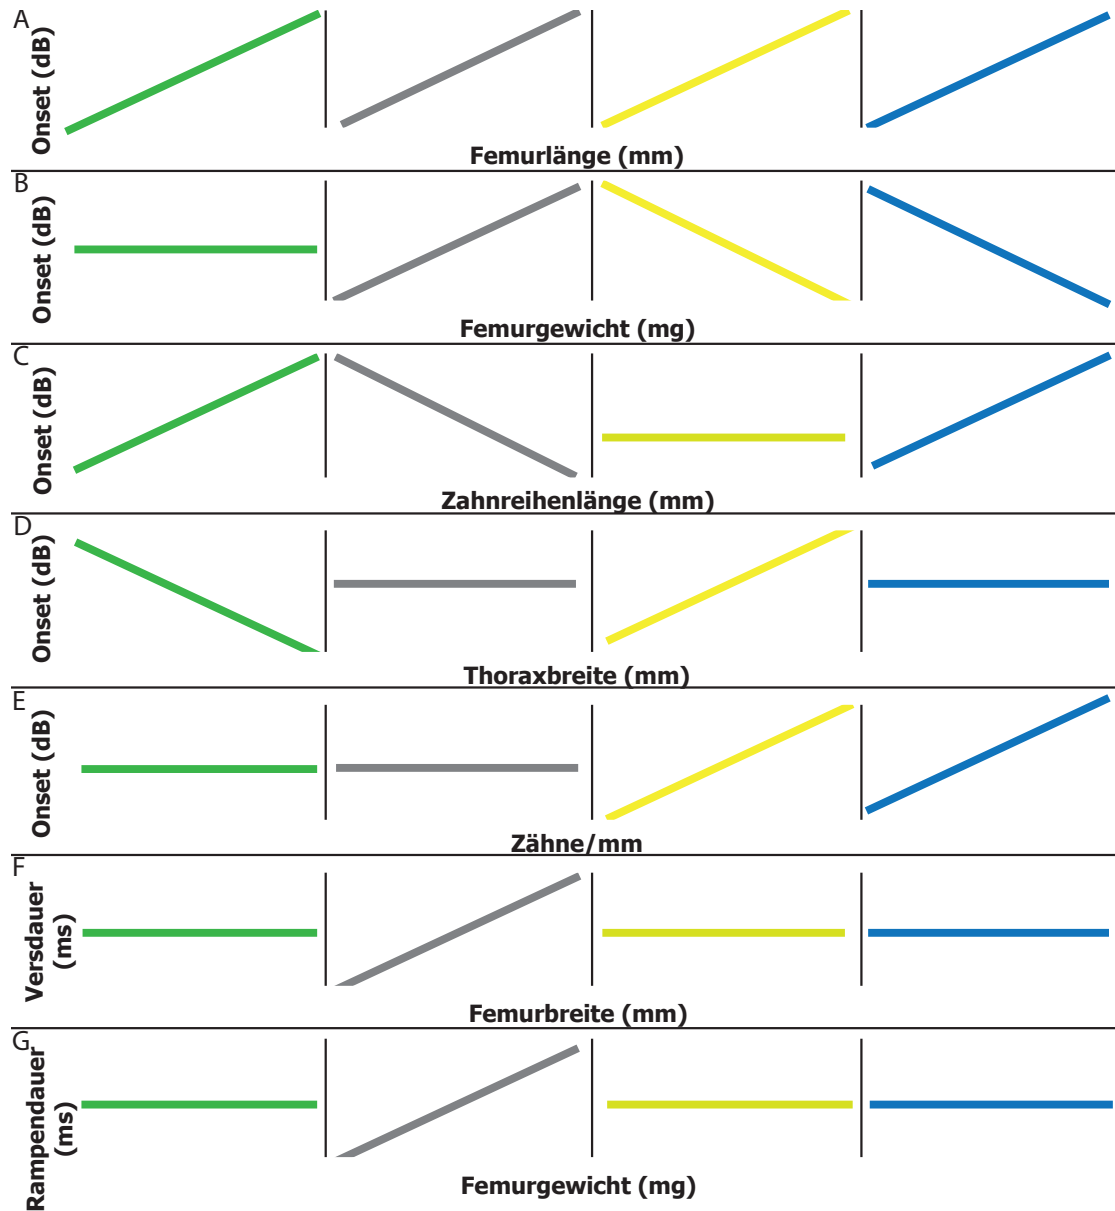 A
Onset (dB)
Femurlänge (mm)
B
Onset (dB)
Femurgewicht (mg)
C
Onset (dB)
Zahnreihenlänge (mm)
D
Onset (dB)
Thoraxbreite (mm)
E
Onset (dB)
Zähne/mm
F
Versdauer
(ms)
Femurbreite (mm)
G
Rampendauer
(ms)
Femurgewicht (mg)